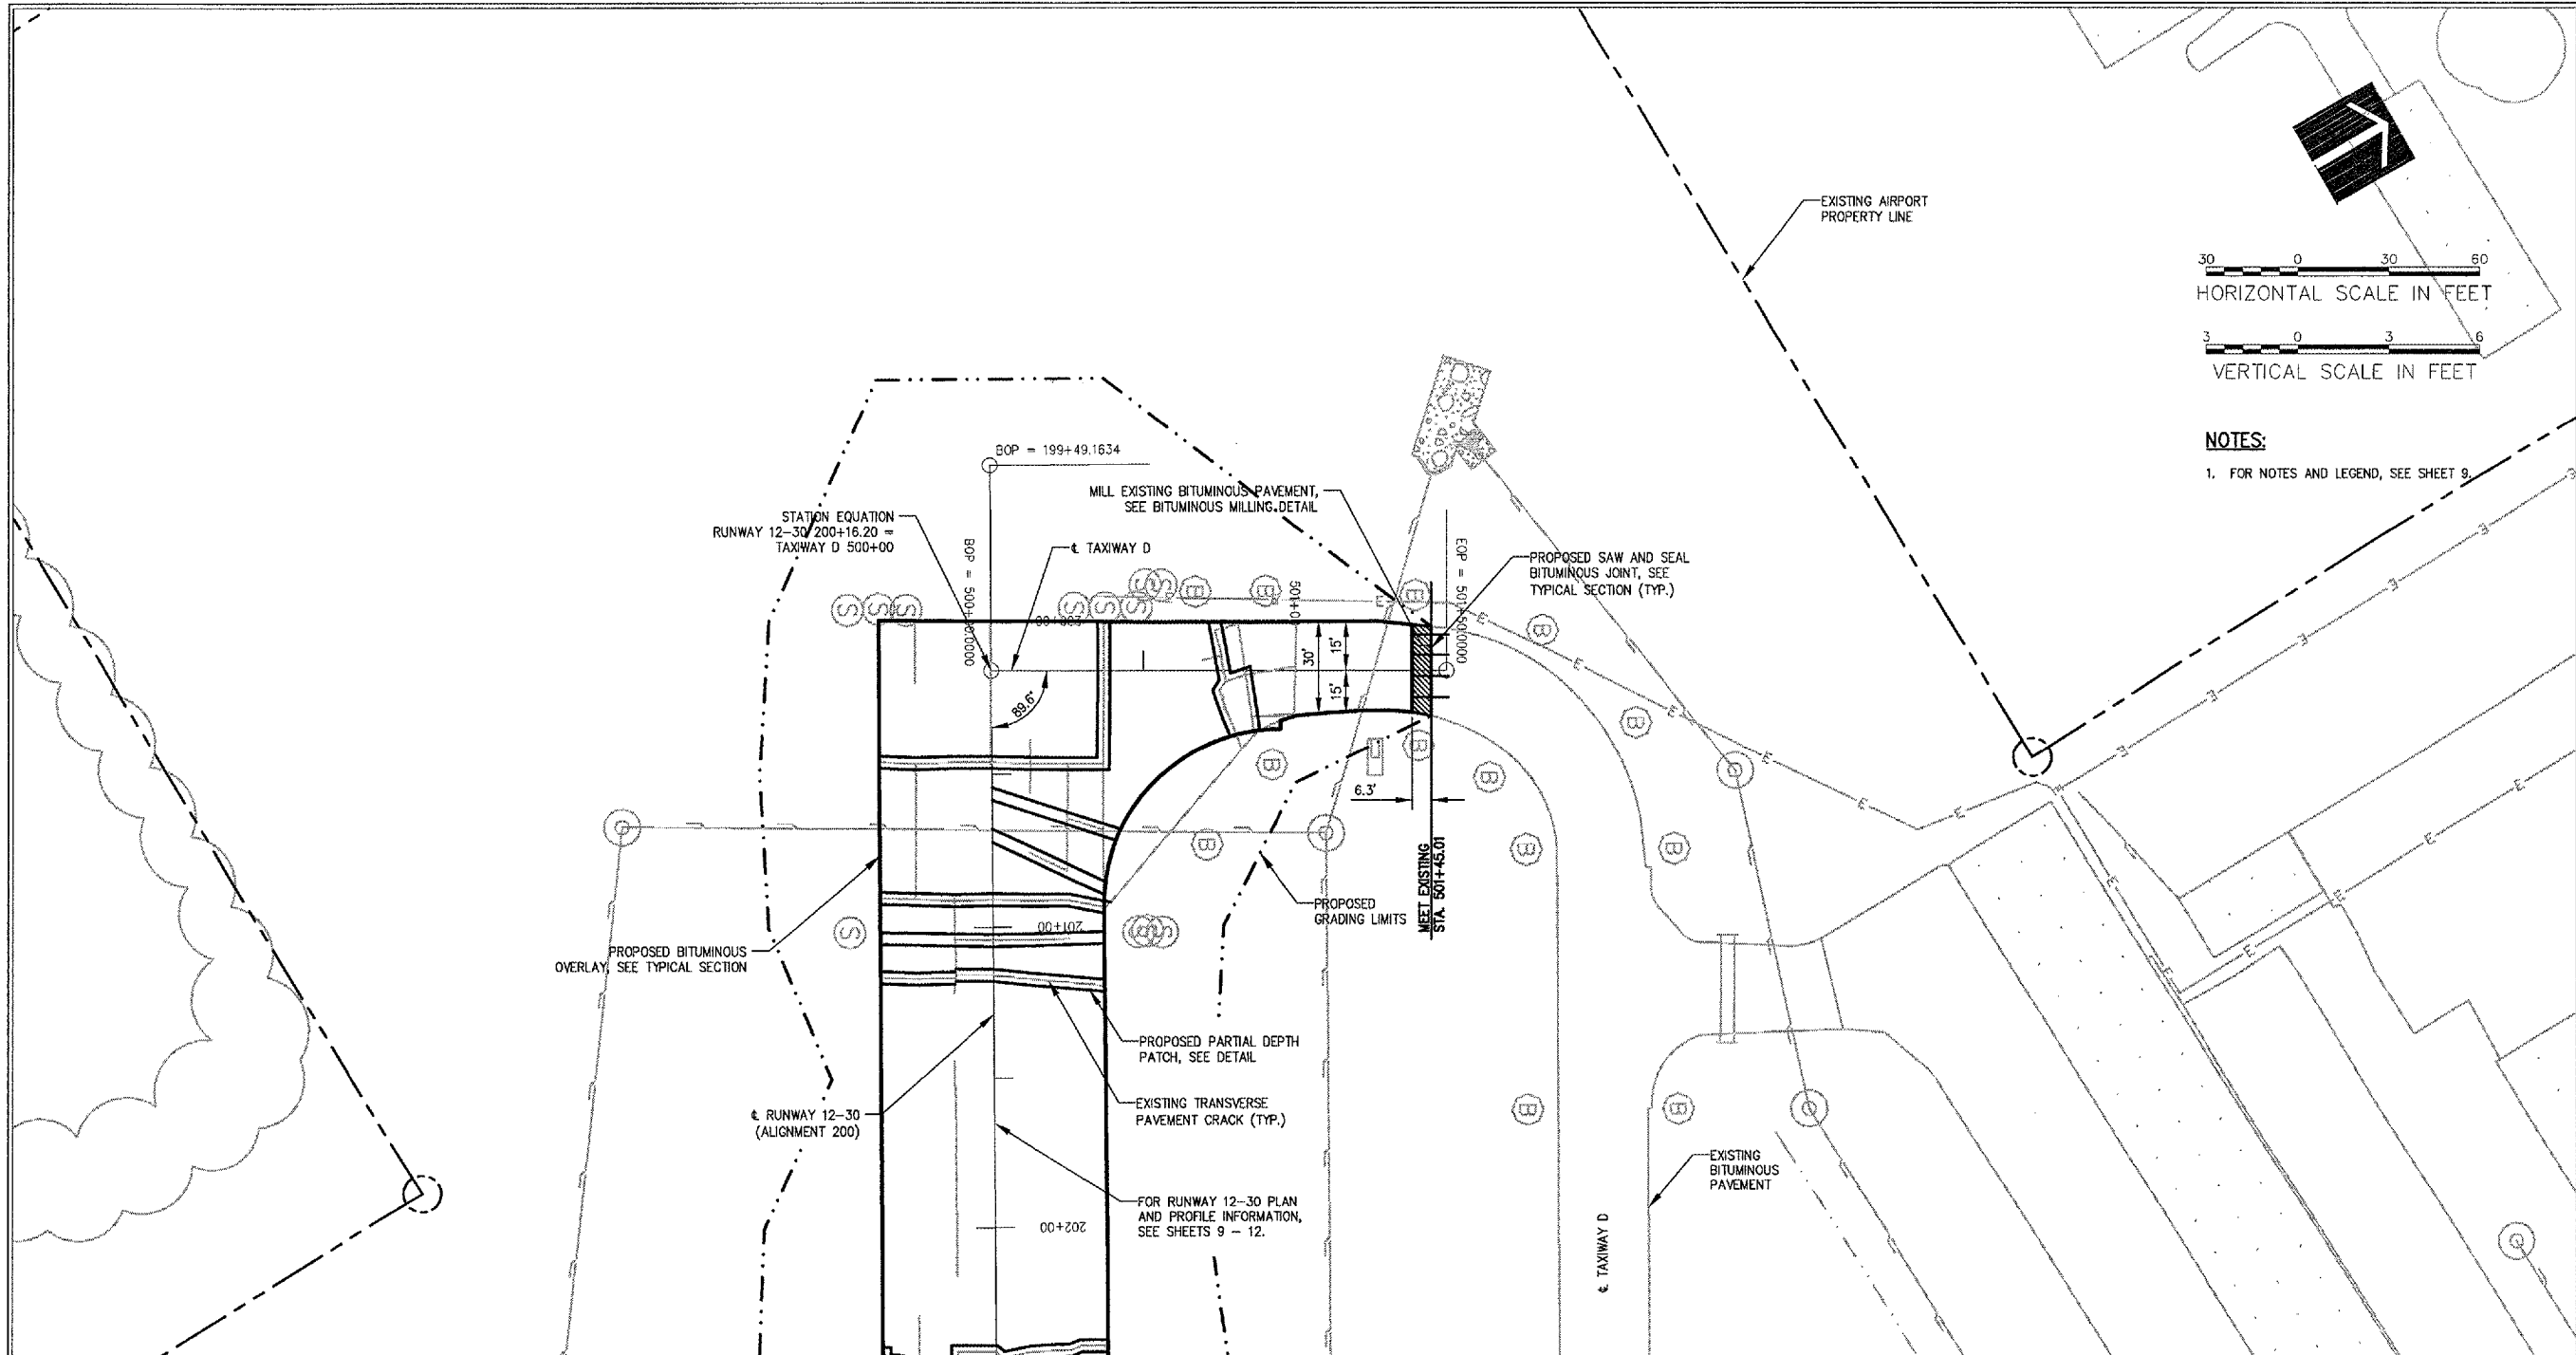 EXISTING AIRPORT
PROPERTY LINE
30 0 30 60
HORIZONTAL SCALE IN FEET
3 0 3 6
VERTICAL SCALE IN FEET
NOTES:
1. FOR NOTES AND LEGEND, SEE SHEET 9.
BOP = 199+49.1634
MILL EXISTING BITUMINOUS PAVEMENT,
SEE BITUMINOUS MILLING DETAIL
STATION EQUATION
RUNWAY 12-30 200+16.20 =
TAXIWAY D 500+00
BOP = 500+00.0000
℄ TAXIWAY D
501+00
EOP = 501+50.0000
PROPOSED SAW AND SEAL
BITUMINOUS JOINT, SEE
TYPICAL SECTION (TYP.)
S S S S S S S S B B B B
200+00
30'
15'
15'
89.6°
B B B B
6.3'
B B B
MEET EXISTING
STA. 501+45.01
PROPOSED
GRADING LIMITS
S
201+00
PROPOSED BITUMINOUS
OVERLAY, SEE TYPICAL SECTION
PROPOSED PARTIAL DEPTH
PATCH, SEE DETAIL
℄ RUNWAY 12-30
(ALIGNMENT 200)
EXISTING TRANSVERSE
PAVEMENT CRACK (TYP.)
B B
EXISTING
BITUMINOUS
PAVEMENT
FOR RUNWAY 12-30 PLAN
AND PROFILE INFORMATION,
SEE SHEETS 9 - 12.
202+00
℄ TAXIWAY D
E E E E E E E E E E E E E E